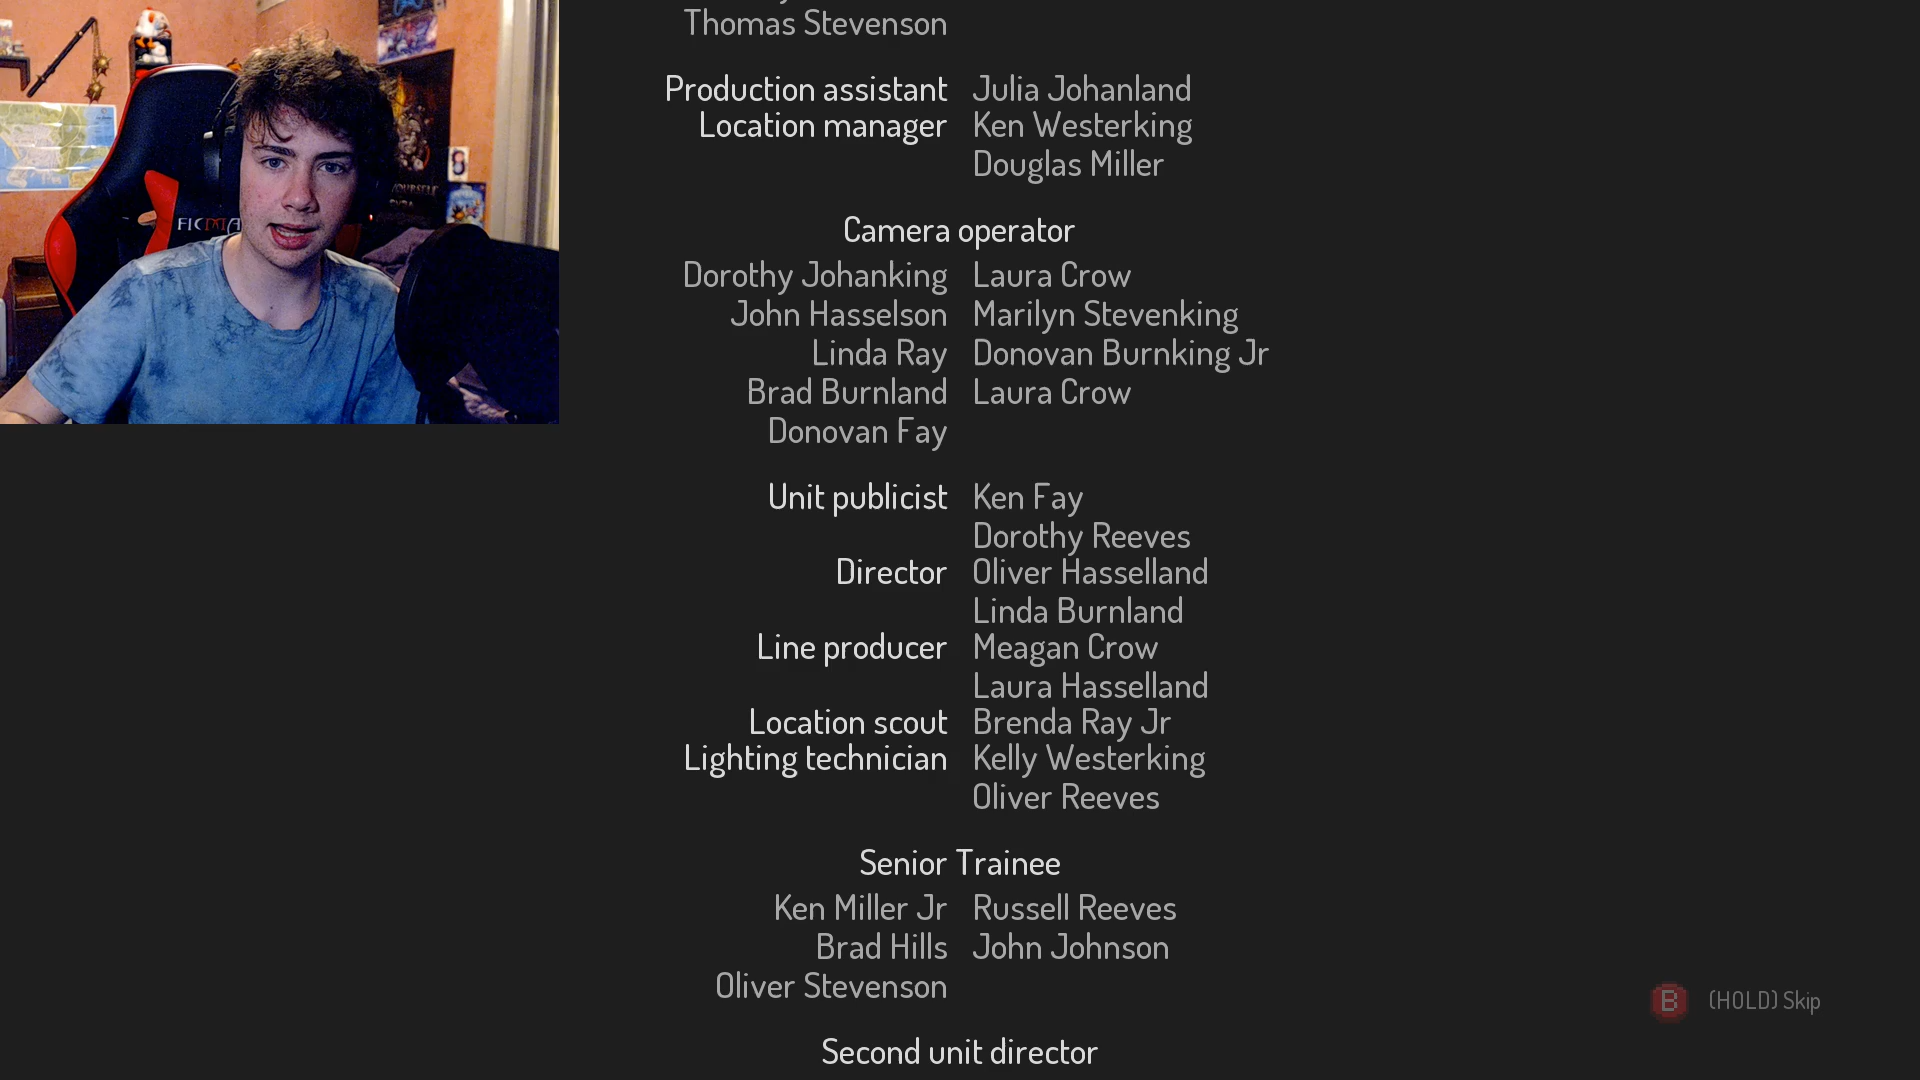 Thomas Stevenson
Production assistant Julia Johanland
Location manager Ken Westerking
Douglas Miller
Camera operator
Dorothy Johanking Laura Crow
John Hasselson Marilyn Stevenking
Linda Ray Donovan Burnking Jr
Brad Burnland Laura Crow
Donovan Fay
Unit publicist Ken Fay
Dorothy Reeves
Director Oliver Hasselland
Linda Burnland
Line producer Meagan Crow
Laura Hasselland
Location scout Brenda Ray Jr
Lighting technician Kelly Westerking
Oliver Reeves
Senior Trainee
Ken Miller Jr Russell Reeves
Brad Hills John Johnson
Oliver Stevenson
B (HOLD) Skip
Second unit director